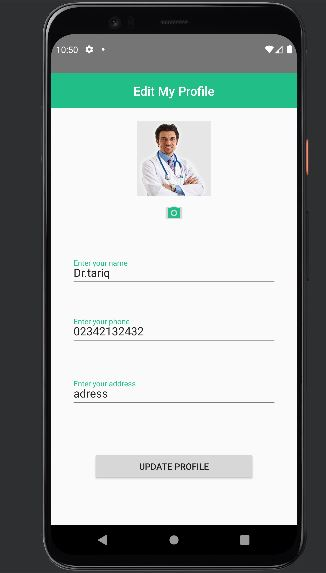 10:50
Edit My Profile
Enter your name
Dr.tariq
Enter your phone
02342132432
Enter your address
adress
UPDATE PROFILE